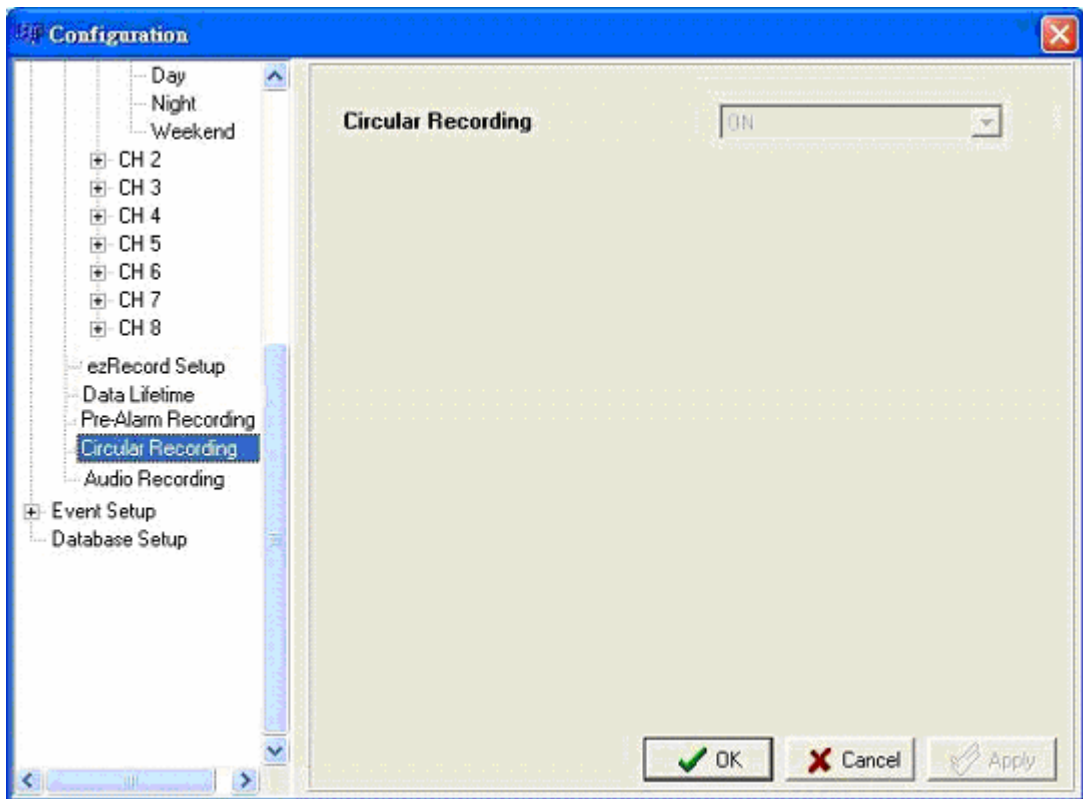 Configuration
Day
Night
Weekend
CH 2
CH 3
CH 4
CH 5
CH 6
CH 7
CH 8
ezRecord Setup
Data Lifetime
Pre-Alarm Recording
Circular Recording
Audio Recording
Event Setup
Database Setup
Circular Recording
ON
OK
Cancel
Apply